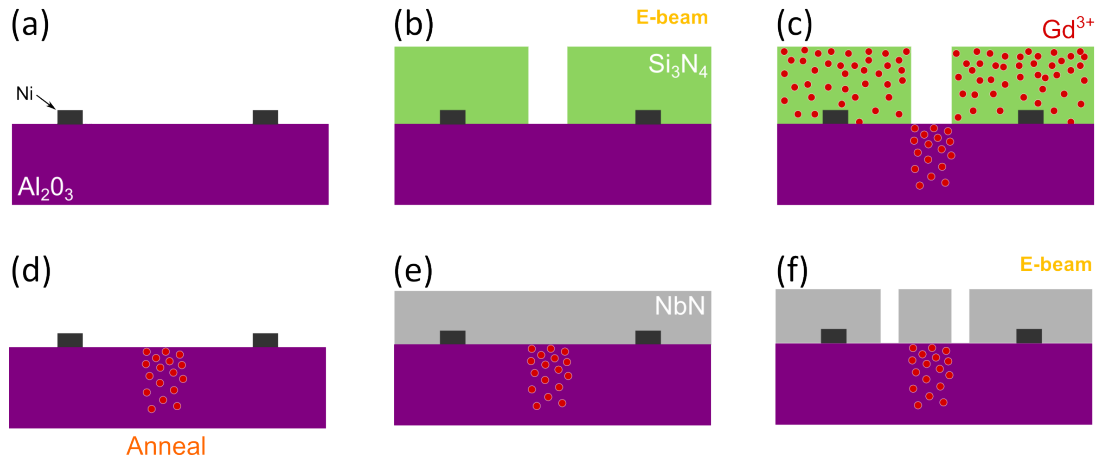 (a)
Ni
Al₂0₃
(b)
E-beam
Si₃N₄
(c)
Gd³⁺
(d)
Anneal
(e)
NbN
(f)
E-beam